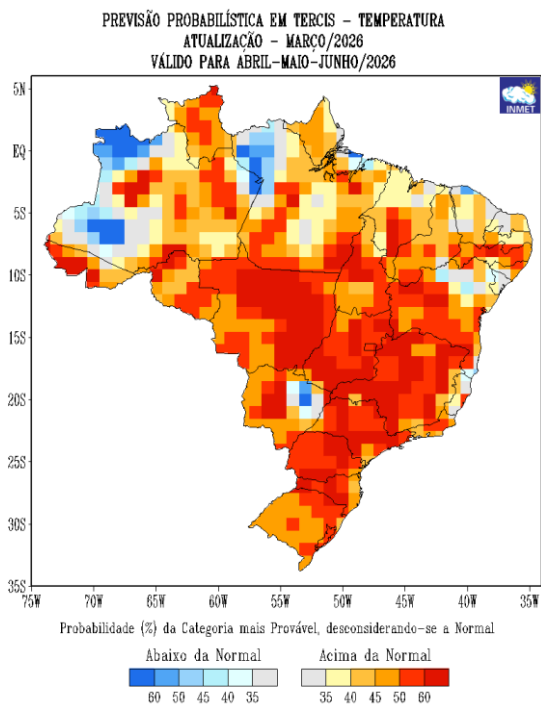 PREVISÃO PROBABILÍSTICA EM TERCIS – TEMPERATURA
ATUALIZAÇÃO – MARÇO/2026
VÁLIDO PARA ABRIL-MAIO-JUNHO/2026
INMET
5N
EQ
5S
10S
15S
20S
25S
30S
35S
75W 70W 65W 60W 55W 50W 45W 40W 35W
Probabilidade (%) da Categoria mais Provável, desconsiderando-se a Normal
Abaixo da Normal Acima da Normal
60 50 45 40 35 35 40 45 50 60